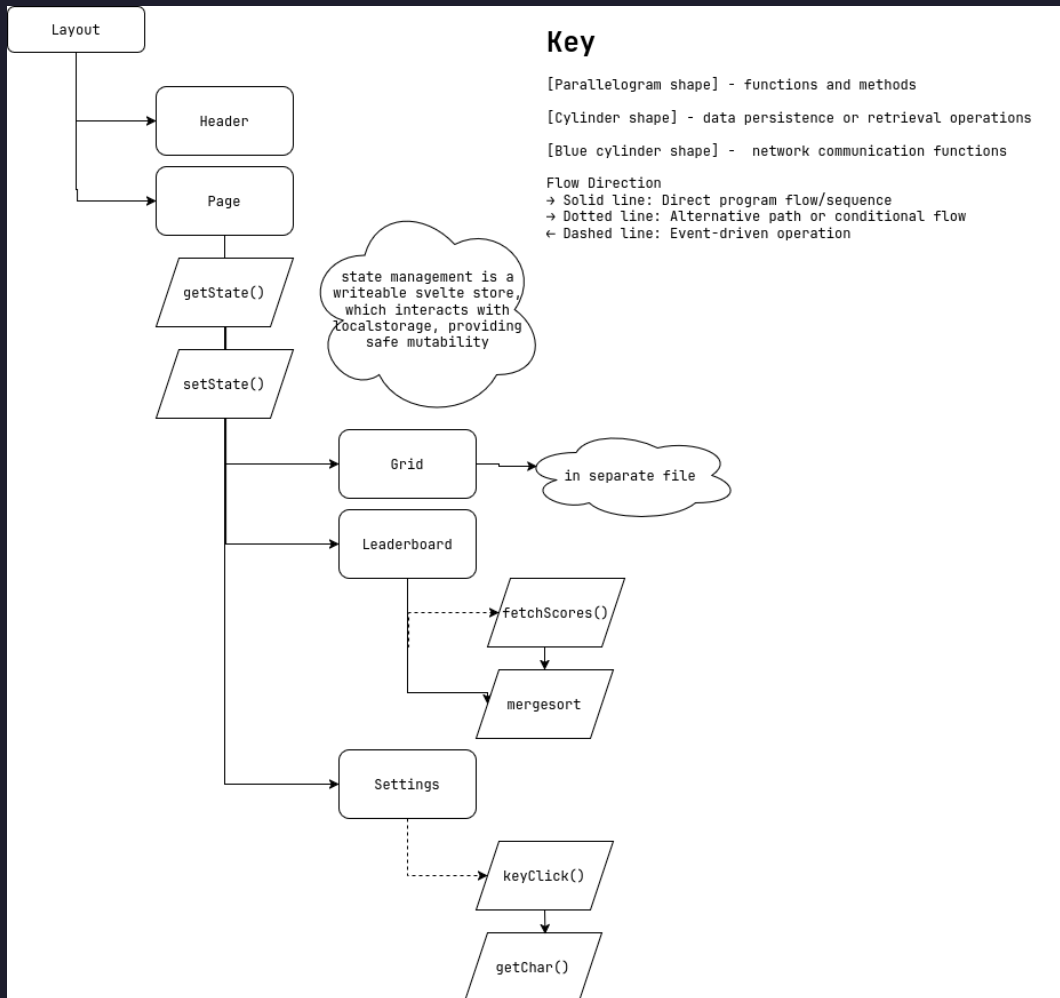 Layout
Key
[Parallelogram shape] - functions and methods
Header
[Cylinder shape] - data persistence or retrieval operations
[Blue cylinder shape] -  network communication functions
Flow Direction
→ Solid line: Direct program flow/sequence
→ Dotted line: Alternative path or conditional flow
← Dashed line: Event-driven operation
Page
getState()
state management is a
writeable svelte store,
which interacts with
localstorage, providing
safe mutability
setState()
Grid
in separate file
Leaderboard
fetchScores()
mergesort
Settings
keyClick()
getChar()